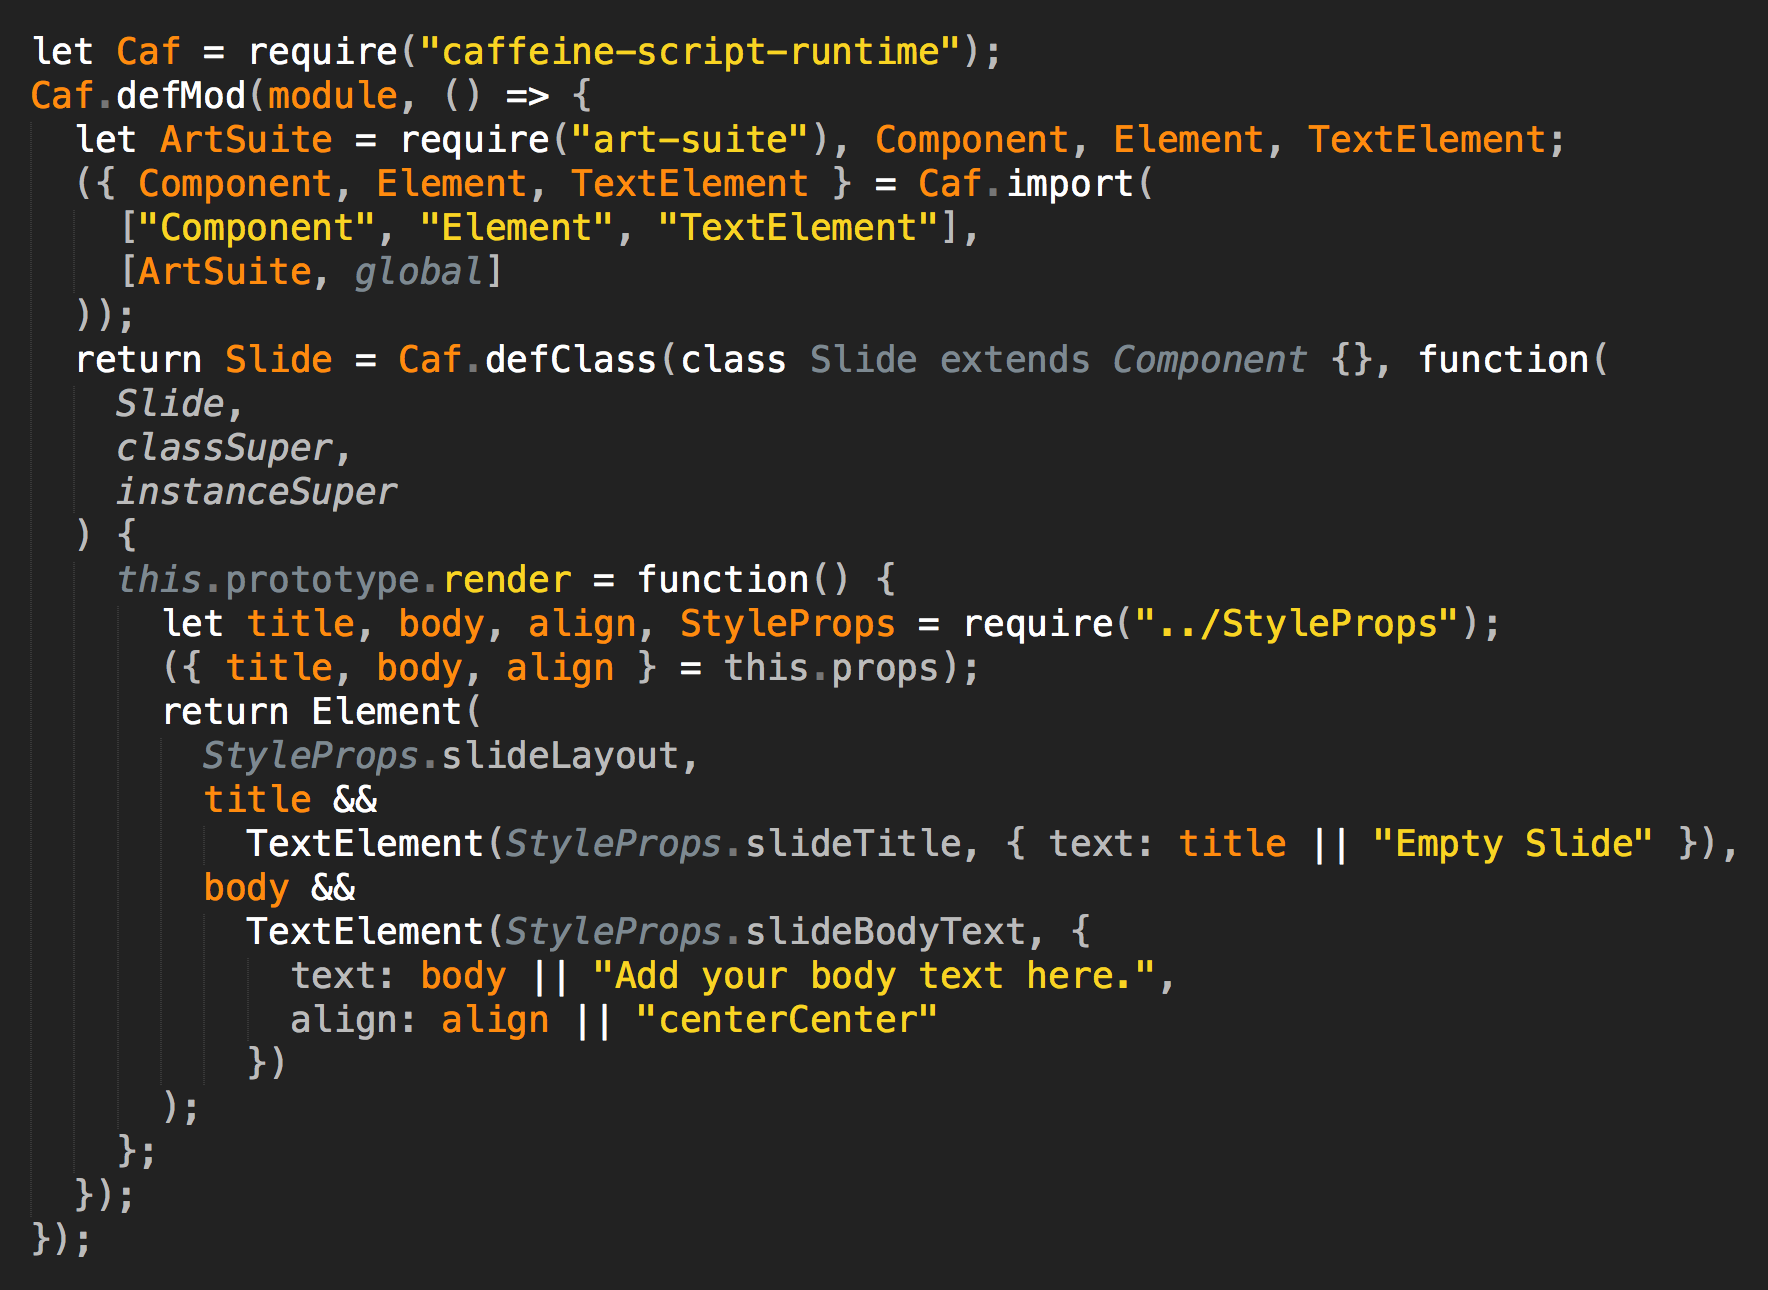 let Caf = require("caffeine-script-runtime");
Caf.defMod(module, () => {
  let ArtSuite = require("art-suite"), Component, Element, TextElement;
  ({ Component, Element, TextElement } = Caf.import(
    ["Component", "Element", "TextElement"],
    [ArtSuite, global]
  ));
  return Slide = Caf.defClass(class Slide extends Component {}, function(
    Slide,
    classSuper,
    instanceSuper
  ) {
    this.prototype.render = function() {
      let title, body, align, StyleProps = require("../StyleProps");
      ({ title, body, align } = this.props);
      return Element(
        StyleProps.slideLayout,
        title &&
          TextElement(StyleProps.slideTitle, { text: title || "Empty Slide" }),
        body &&
          TextElement(StyleProps.slideBodyText, {
            text: body || "Add your body text here.",
            align: align || "centerCenter"
          })
      );
    };
  });
});